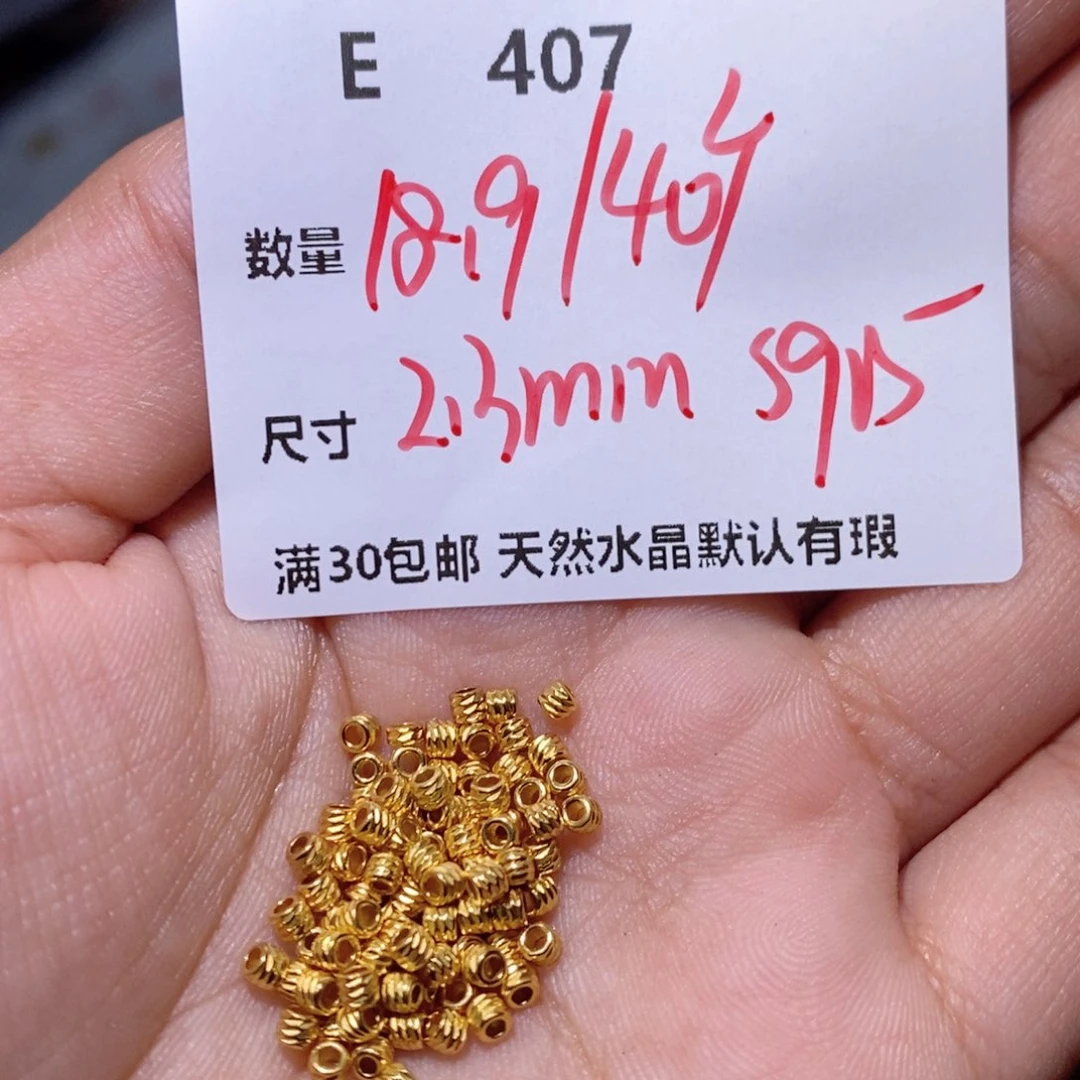 E 407
数量 18.9/40个
尺寸 2.3mm S925
满30包邮 天然水晶默认有瑕